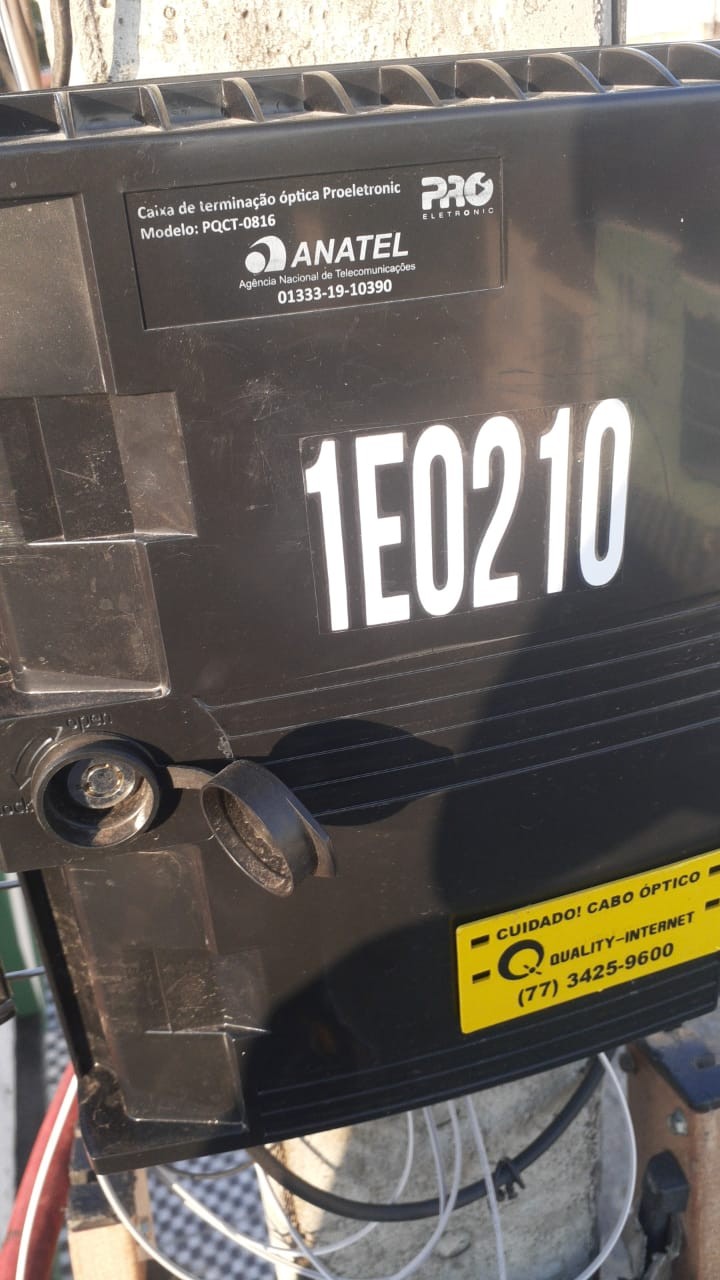 Caixa de terminação óptica Proeletronic
Modelo: PQCT-0816
PRO
ELETRONIC
ANATEL
Agência Nacional de Telecomunicações
01333-19-10390
1E0210
open
CUIDADO! CABO ÓPTICO
QUALITY-INTERNET
(77) 3425-9600